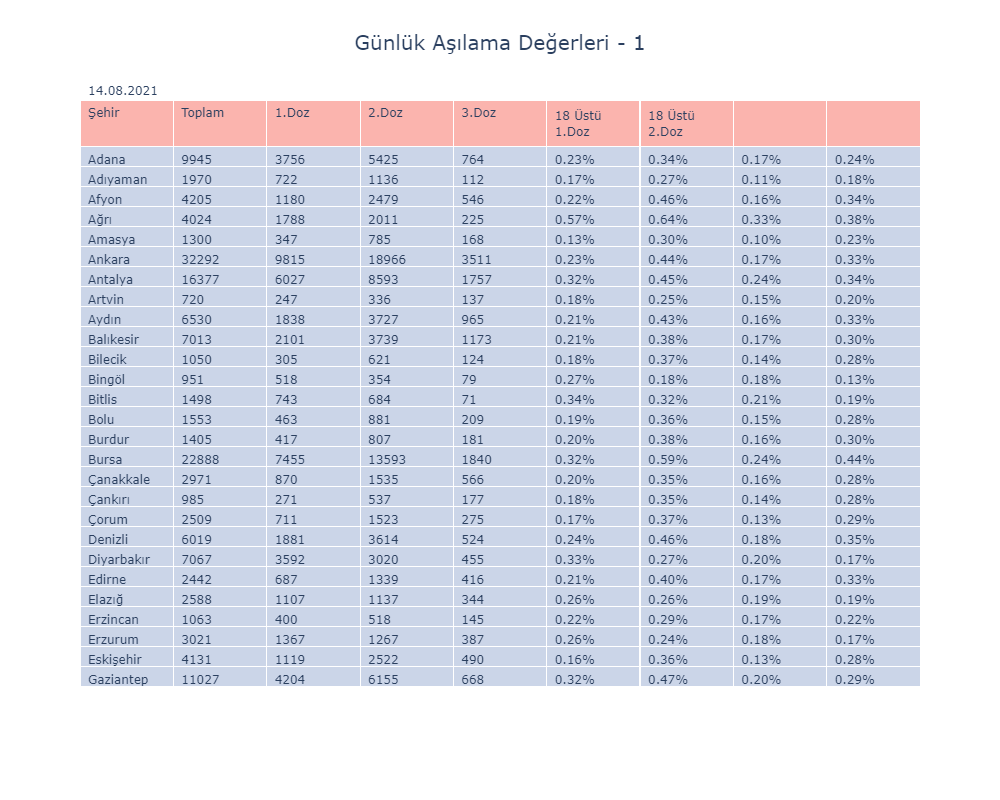 Günlük Aşılama Değerleri - 1
14.08.2021
Şehir Toplam 1.Doz 2.Doz 3.Doz 18 Üstü 18 Üstü
1.Doz 2.Doz
Adana 9945 3756 5425 764 0.23% 0.34% 0.17% 0.24%
Adıyaman 1970 722 1136 112 0.17% 0.27% 0.11% 0.18%
Afyon 4205 1180 2479 546 0.22% 0.46% 0.16% 0.34%
Ağrı 4024 1788 2011 225 0.57% 0.64% 0.33% 0.38%
Amasya 1300 347 785 168 0.13% 0.30% 0.10% 0.23%
Ankara 32292 9815 18966 3511 0.23% 0.44% 0.17% 0.33%
Antalya 16377 6027 8593 1757 0.32% 0.45% 0.24% 0.34%
Artvin 720 247 336 137 0.18% 0.25% 0.15% 0.20%
Aydın 6530 1838 3727 965 0.21% 0.43% 0.16% 0.33%
Balıkesir 7013 2101 3739 1173 0.21% 0.38% 0.17% 0.30%
Bilecik 1050 305 621 124 0.18% 0.37% 0.14% 0.28%
Bingöl 951 518 354 79 0.27% 0.18% 0.18% 0.13%
Bitlis 1498 743 684 71 0.34% 0.32% 0.21% 0.19%
Bolu 1553 463 881 209 0.19% 0.36% 0.15% 0.28%
Burdur 1405 417 807 181 0.20% 0.38% 0.16% 0.30%
Bursa 22888 7455 13593 1840 0.32% 0.59% 0.24% 0.44%
Çanakkale 2971 870 1535 566 0.20% 0.35% 0.16% 0.28%
Çankırı 985 271 537 177 0.18% 0.35% 0.14% 0.28%
Çorum 2509 711 1523 275 0.17% 0.37% 0.13% 0.29%
Denizli 6019 1881 3614 524 0.24% 0.46% 0.18% 0.35%
Diyarbakır 7067 3592 3020 455 0.33% 0.27% 0.20% 0.17%
Edirne 2442 687 1339 416 0.21% 0.40% 0.17% 0.33%
Elazığ 2588 1107 1137 344 0.26% 0.26% 0.19% 0.19%
Erzincan 1063 400 518 145 0.22% 0.29% 0.17% 0.22%
Erzurum 3021 1367 1267 387 0.26% 0.24% 0.18% 0.17%
Eskişehir 4131 1119 2522 490 0.16% 0.36% 0.13% 0.28%
Gaziantep 11027 4204 6155 668 0.32% 0.47% 0.20% 0.29%